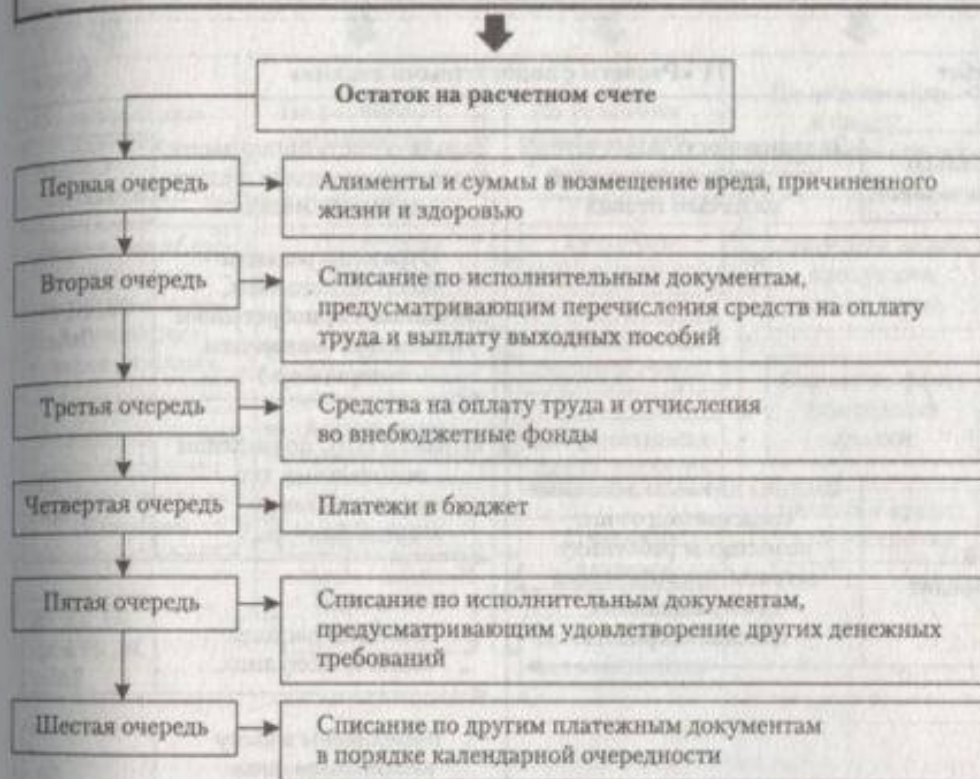 Остаток на расчетном счете
Первая очередь
Алименты и суммы в возмещение вреда, причиненного
жизни и здоровью
Вторая очередь
Списание по исполнительным документам,
предусматривающим перечисления средств на оплату
труда и выплату выходных пособий
Третья очередь
Средства на оплату труда и отчисления
во внебюджетные фонды
Четвертая очередь
Платежи в бюджет
Пятая очередь
Списание по исполнительным документам,
предусматривающим удовлетворение других денежных
требований
Шестая очередь
Списание по другим платежным документам
в порядке календарной очередности